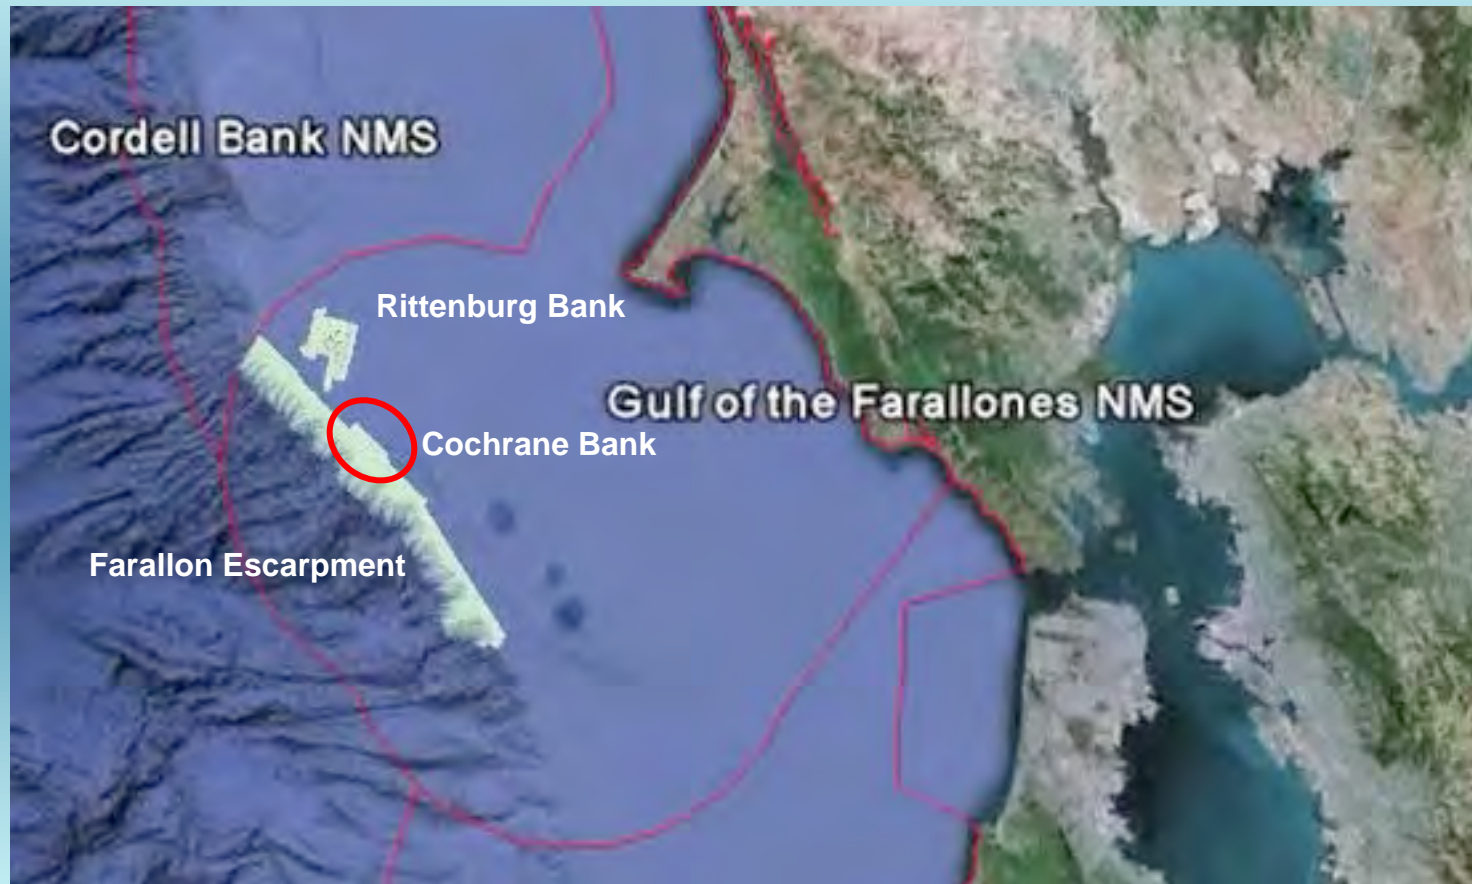 Cordell Bank NMS
Rittenburg Bank
Gulf of the Farallones NMS
Cochrane Bank
Farallon Escarpment